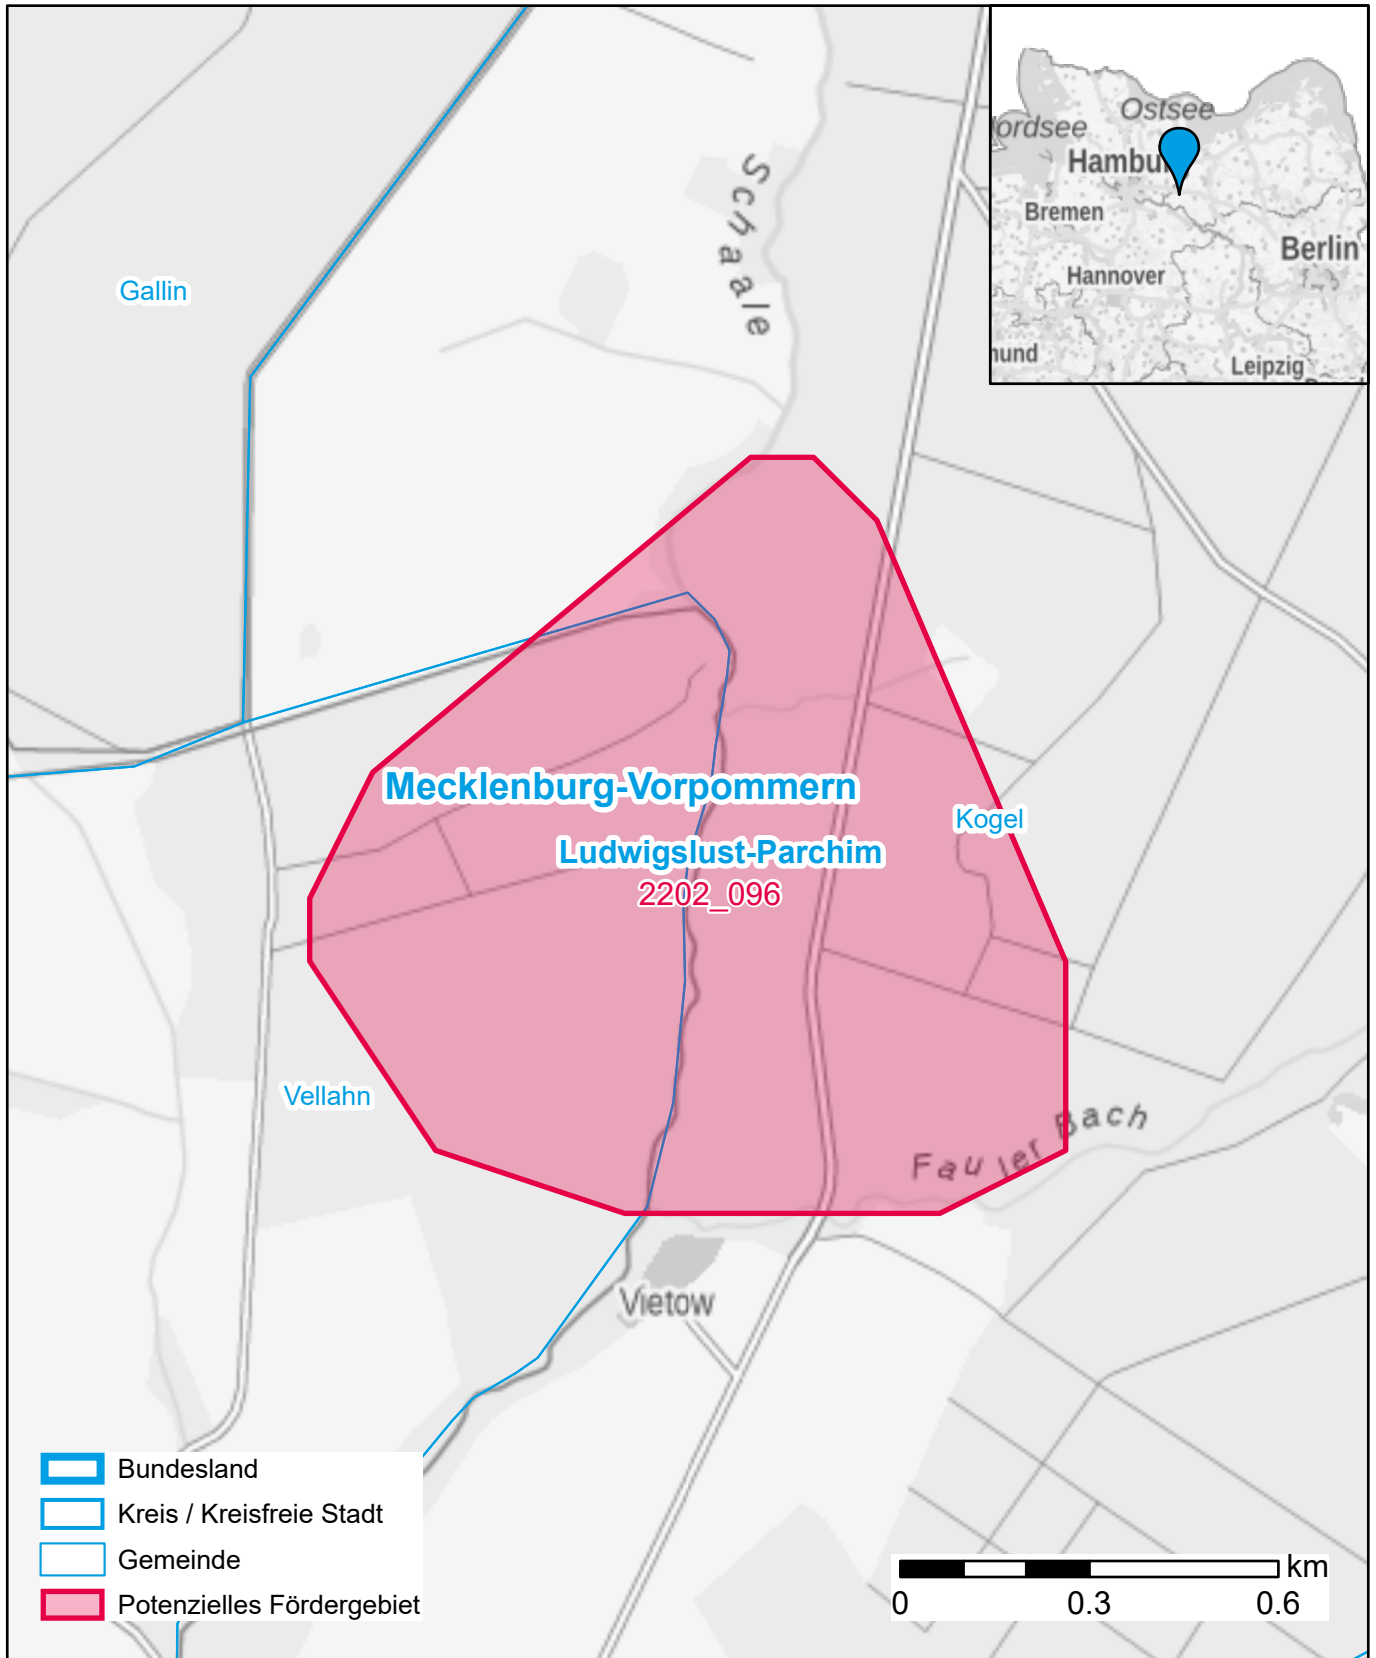 Ostsee
ordsee
Hambu
Bremen
Berlin
Hannover
mund
Leipzig
Schaale
Gallin
Mecklenburg-Vorpommern
Kogel
Ludwigslust-Parchim
2202_096
Vellahn
Fauler Bach
Vietow
Bundesland
Kreis / Kreisfreie Stadt
Gemeinde
Potenzielles Fördergebiet
km
0 0.3 0.6